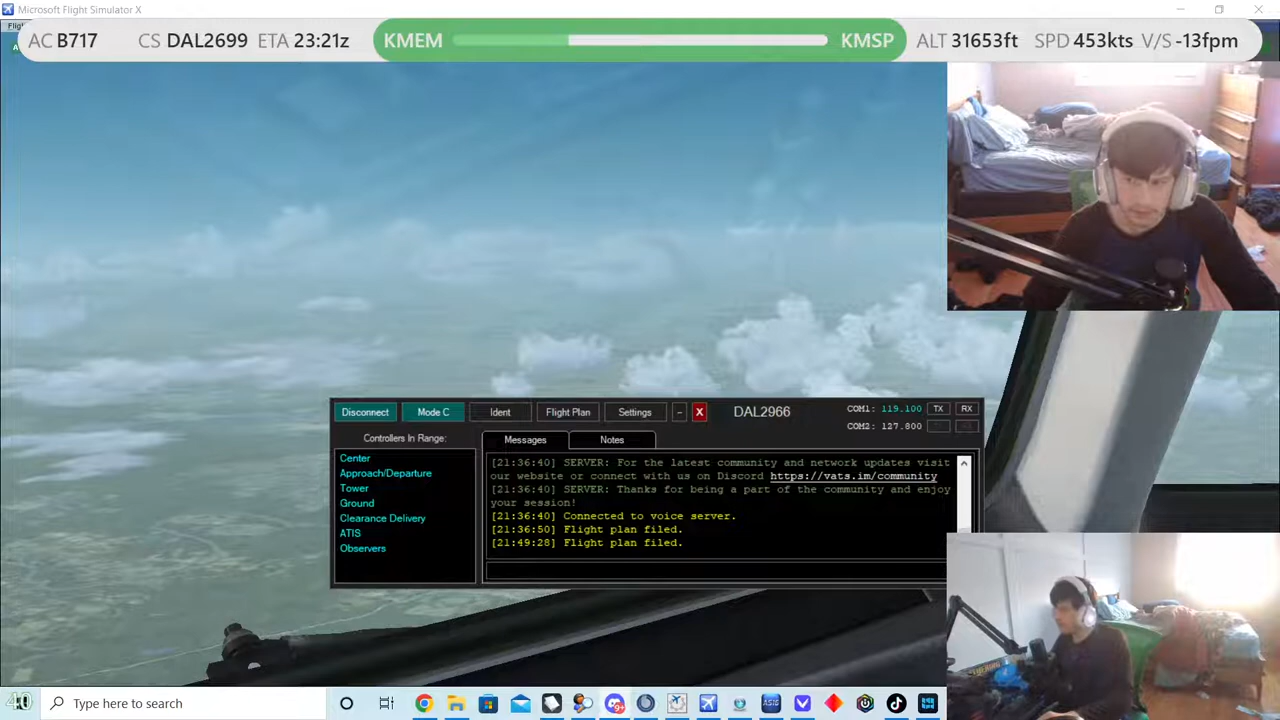 Microsoft Flight Simulator X
AC B717 CS DAL2699 ETA 23:21z KMEM KMSP ALT 31653ft SPD 453kts V/S -13fpm
Disconnect Mode C Ident Flight Plan Settings – X DAL2966 COM1: 119.100 TX RX
COM2: 127.800
Controllers In Range:
Messages Notes
Center
Approach/Departure
Tower
Ground
Clearance Delivery
ATIS
Observers
[21:36:40] SERVER: For the latest community and network updates visit
our website or connect with us on Discord https://vats.im/community
[21:36:40] SERVER: Thanks for being a part of the community and enjoy
your session!
[21:36:40] Connected to voice server.
[21:36:50] Flight plan filed.
[21:49:28] Flight plan filed.
Type here to search